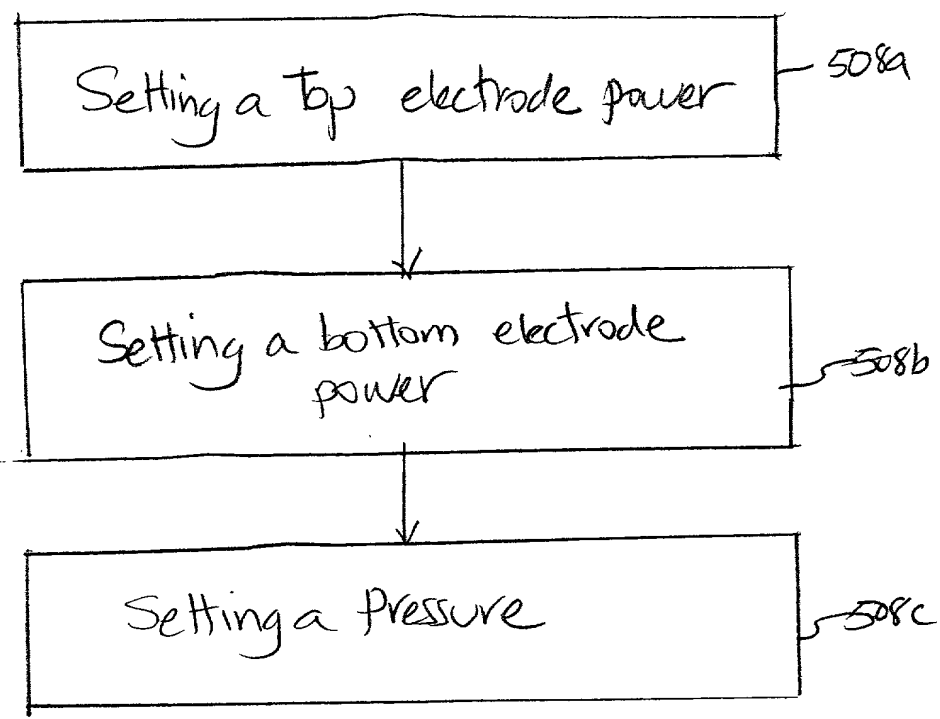 Setting a Top electrode power
508a
Setting a bottom electrode
power
508b
Setting a Pressure
508c